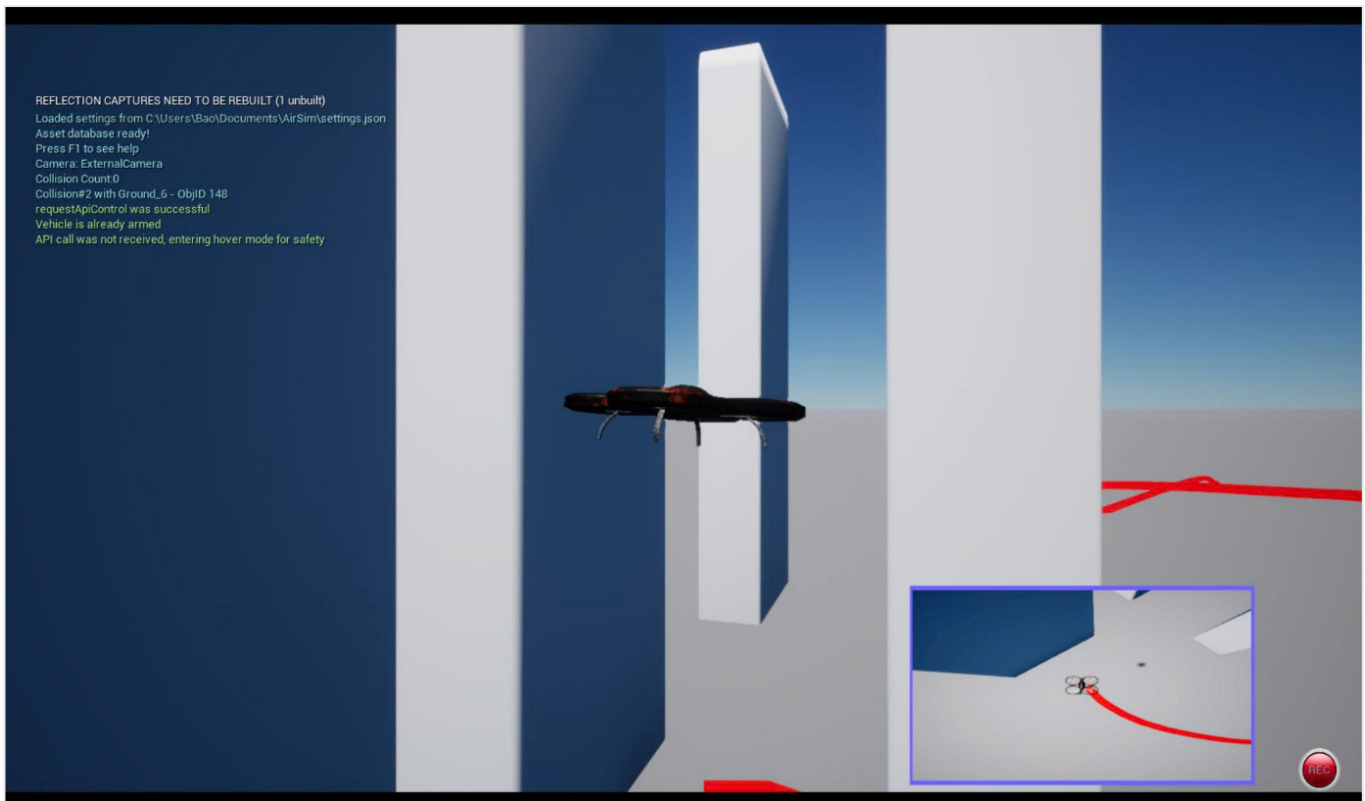 REFLECTION CAPTURES NEED TO BE REBUILT (1 unbuilt)
Loaded settings from C:\Users\Bao\Documents\AirSim\settings.json
Asset database ready!
Press F1 to see help
Camera: ExternalCamera
Collision Count:0
Collision#2 with Ground_6 - ObjID 148
requestApiControl was successful
Vehicle is already armed
API call was not received, entering hover mode for safety
REC